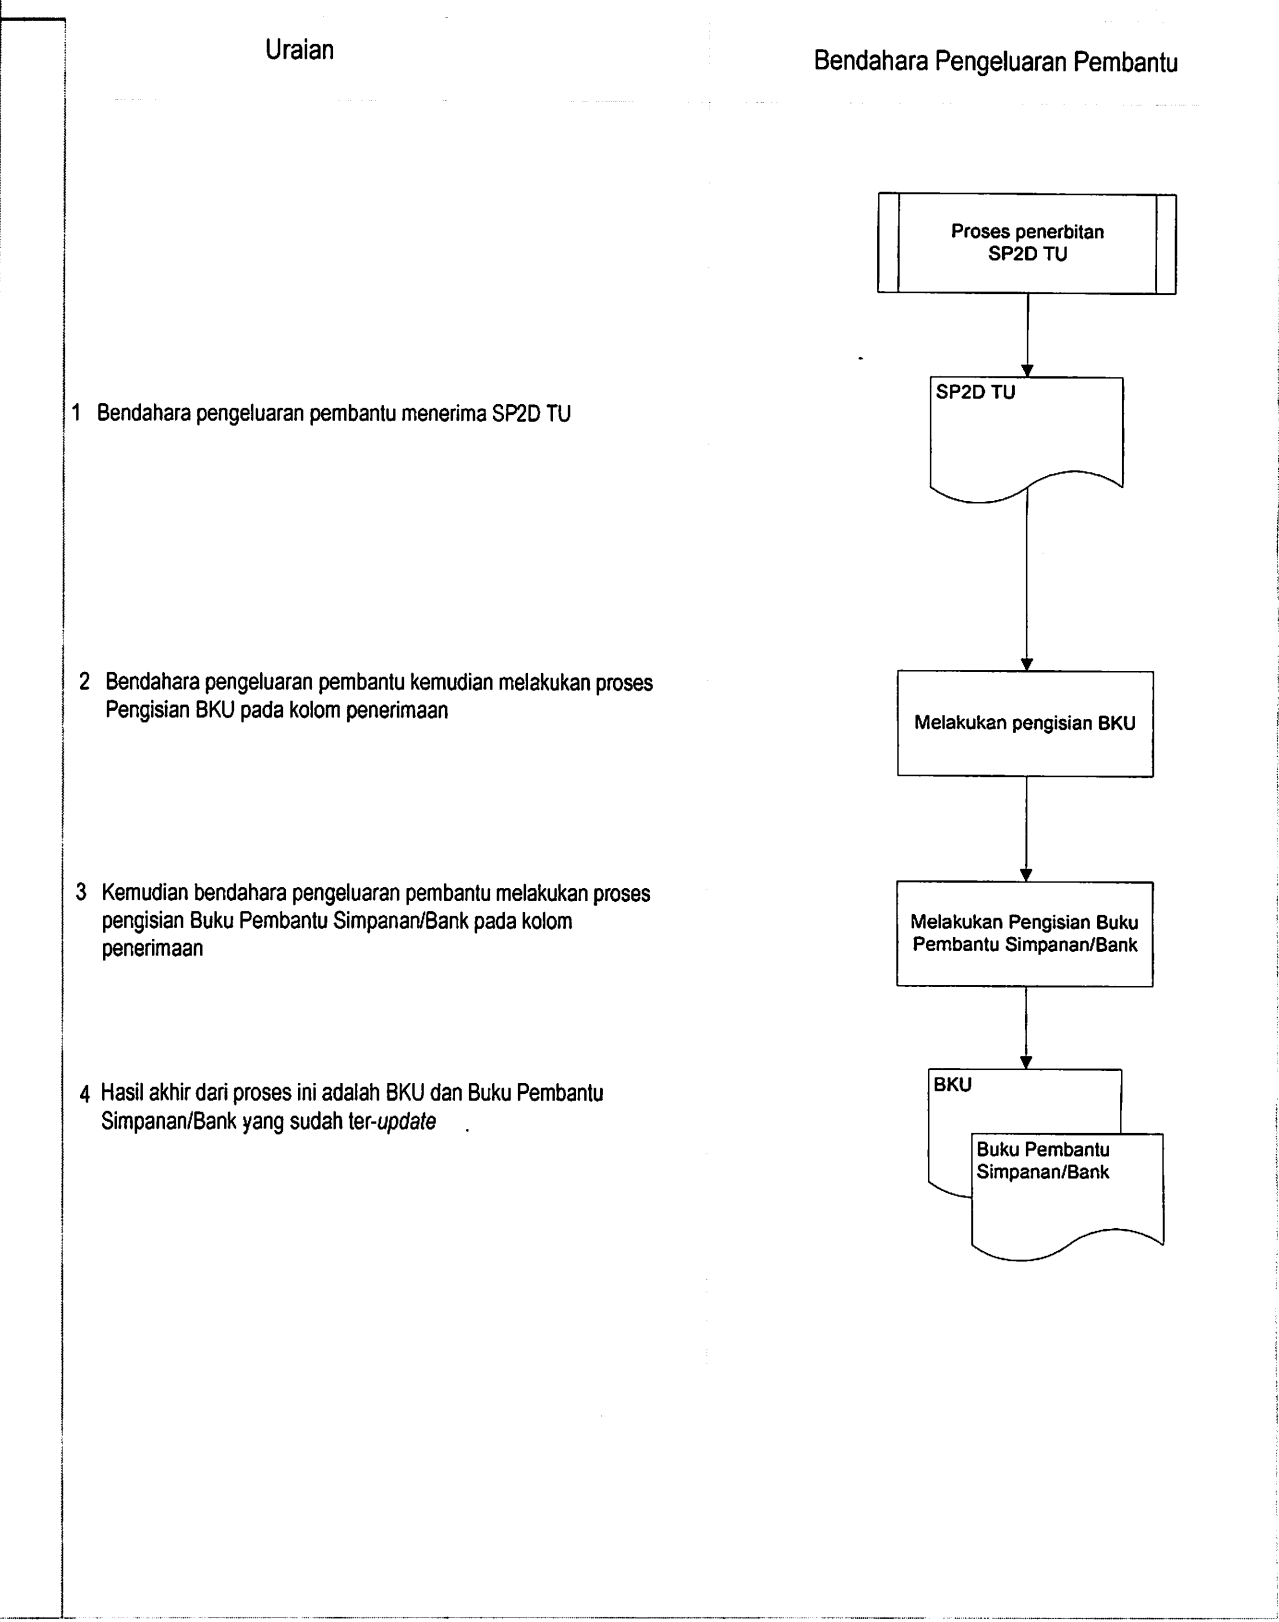 Uraian
Bendahara Pengeluaran Pembantu
Proses penerbitan
SP2D TU
SP2D TU
1 Bendahara pengeluaran pembantu menerima SP2D TU
2 Bendahara pengeluaran pembantu kemudian melakukan proses
Pengisian BKU pada kolom penerimaan
Melakukan pengisian BKU
3 Kemudian bendahara pengeluaran pembantu melakukan proses
pengisian Buku Pembantu Simpanan/Bank pada kolom
penerimaan
Melakukan Pengisian Buku
Pembantu Simpanan/Bank
4 Hasil akhir dari proses ini adalah BKU dan Buku Pembantu
Simpanan/Bank yang sudah ter-update
BKU
Buku Pembantu
Simpanan/Bank